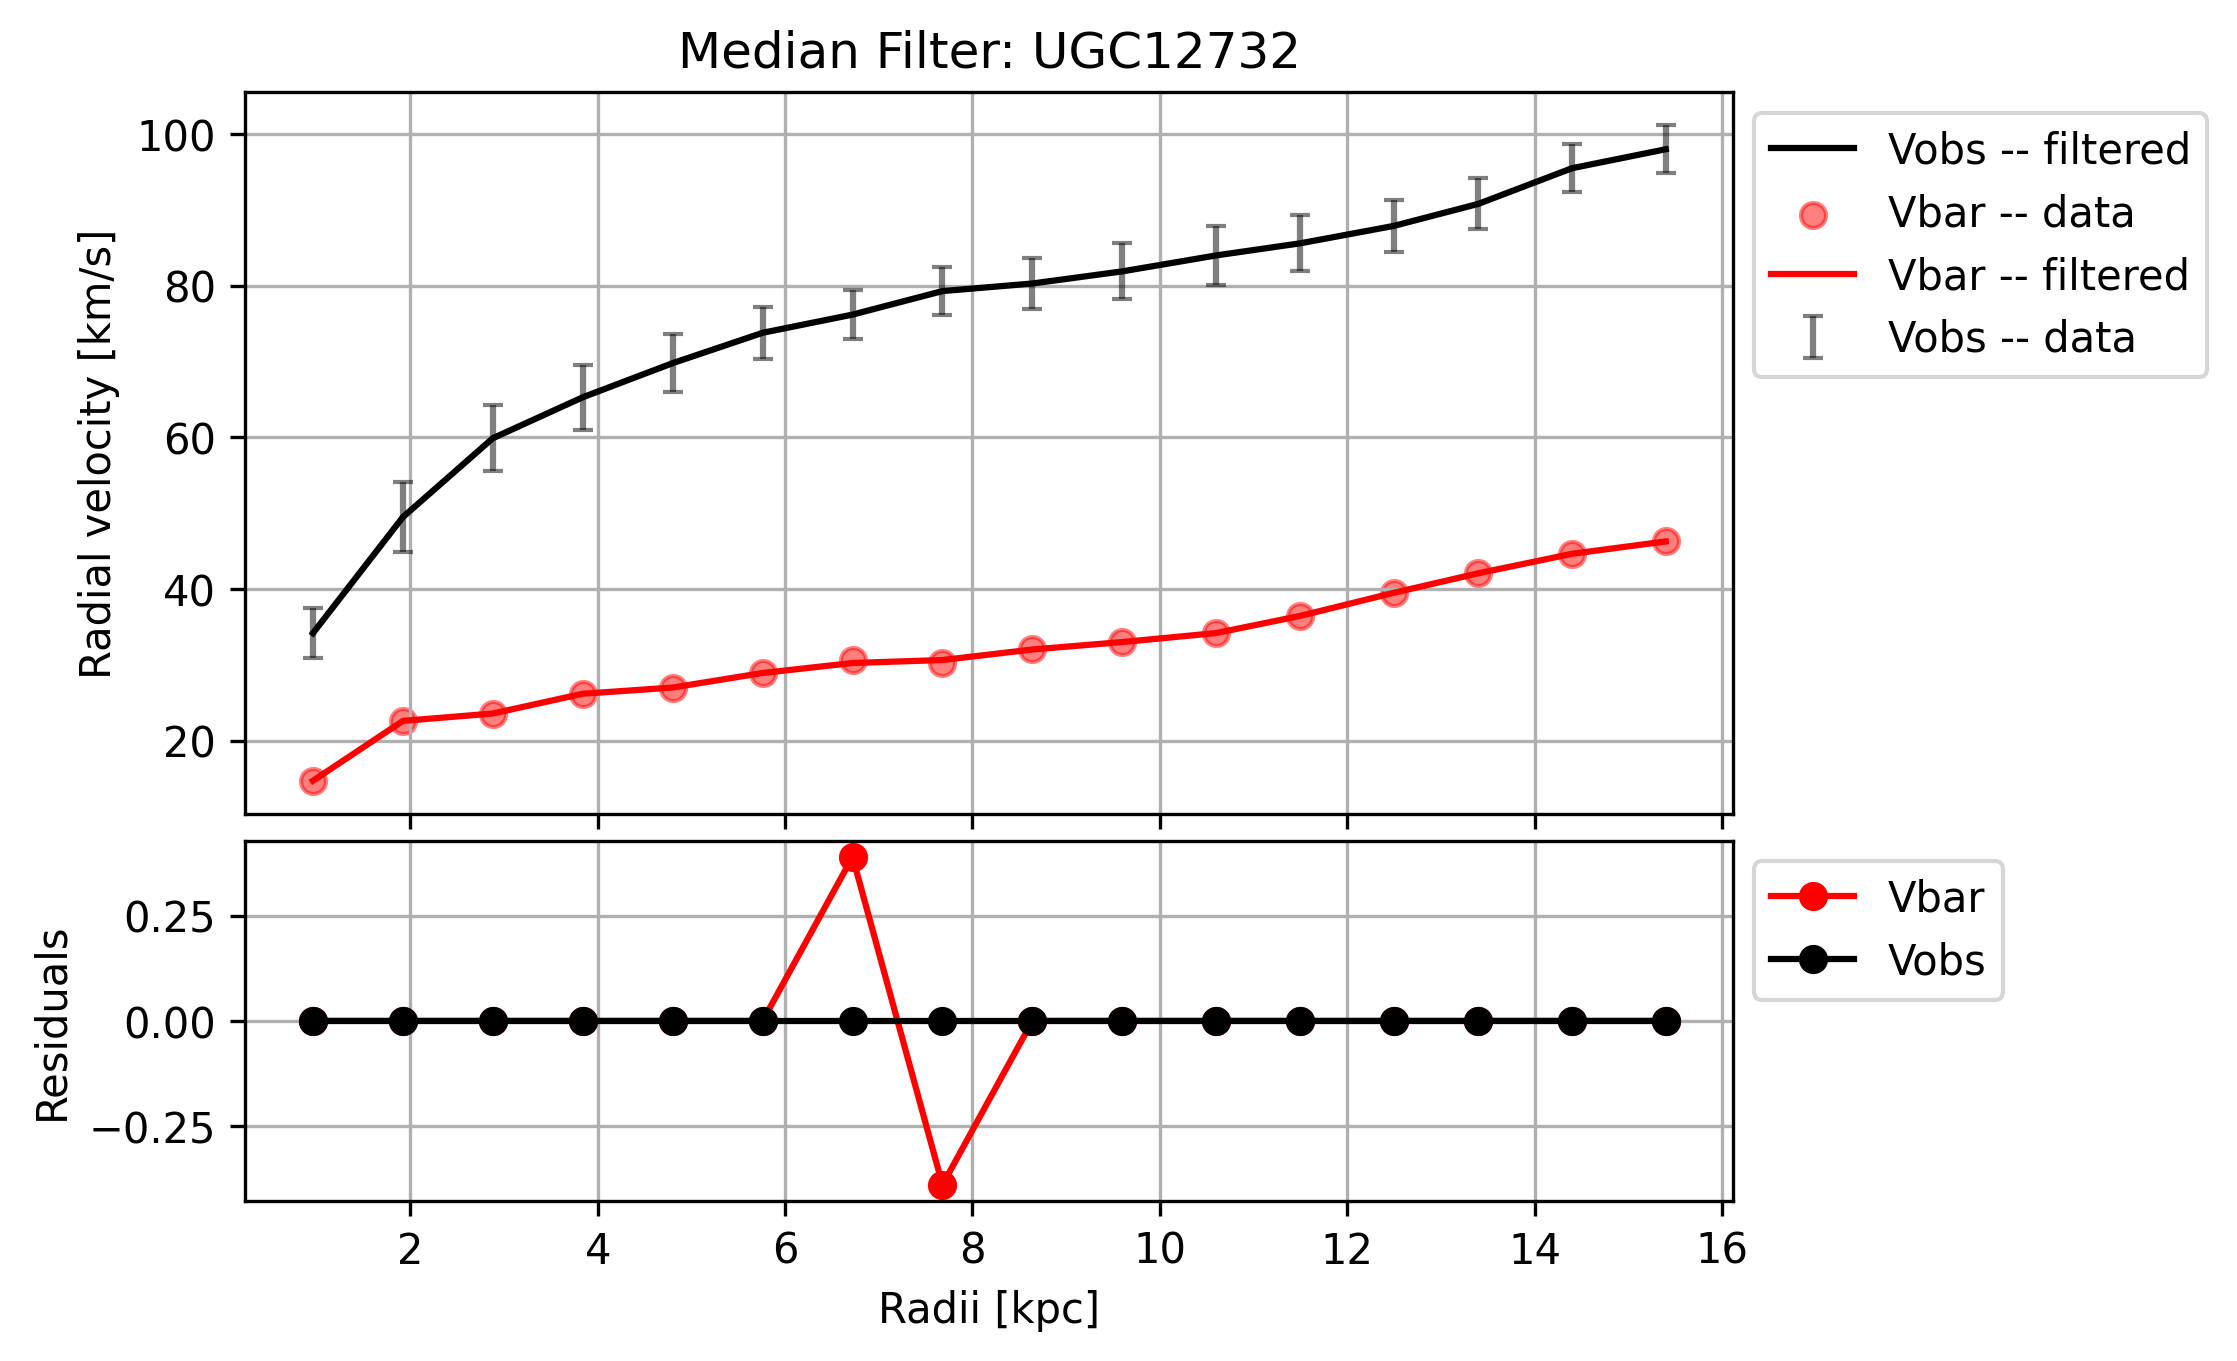 Median Filter: UGC12732
Radial velocity [km/s]
100
80
60
40
20
Vobs -- filtered
Vbar -- data
Vbar -- filtered
Vobs -- data
Residuals
0.25
0.00
−0.25
Vbar
Vobs
2 4 6 8 10 12 14 16
Radii [kpc]